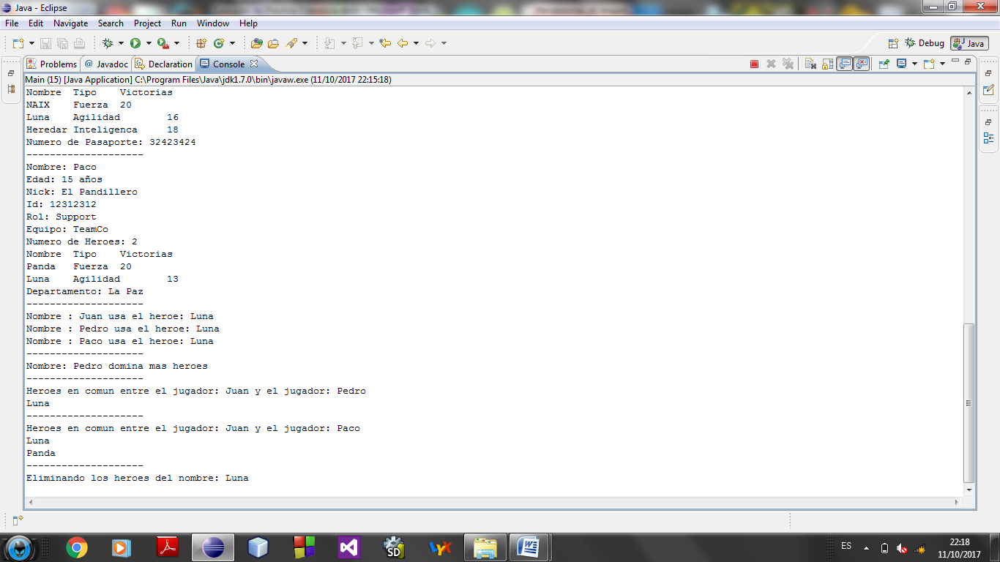 Java - Eclipse
File Edit Navigate Search Project Run Window Help
Debug Java
Problems @ Javadoc Declaration Console
Main (15) [Java Application] C:\Program Files\Java\jdk1.7.0\bin\javaw.exe (11/10/2017 22:15:18)
Nombre Tipo Victorias
NAIX Fuerza 20
Luna Agilidad 16
Heredar Inteligenca 18
Numero de Pasaporte: 32423424
--------------------
Nombre: Paco
Edad: 15 años
Nick: El Pandillero
Id: 12312312
Rol: Support
Equipo: TeamCo
Numero de Heroes: 2
Nombre Tipo Victorias
Panda Fuerza 20
Luna Agilidad 13
Departamento: La Paz
--------------------
Nombre : Juan usa el heroe: Luna
Nombre : Pedro usa el heroe: Luna
Nombre : Paco usa el heroe: Luna
--------------------
Nombre: Pedro domina mas heroes
--------------------
Heroes en comun entre el jugador: Juan y el jugador: Pedro
Luna
--------------------
Heroes en comun entre el jugador: Juan y el jugador: Paco
Luna
Panda
--------------------
Eliminando los heroes del nombre: Luna
SD
LyX
ES
22:18
11/10/2017